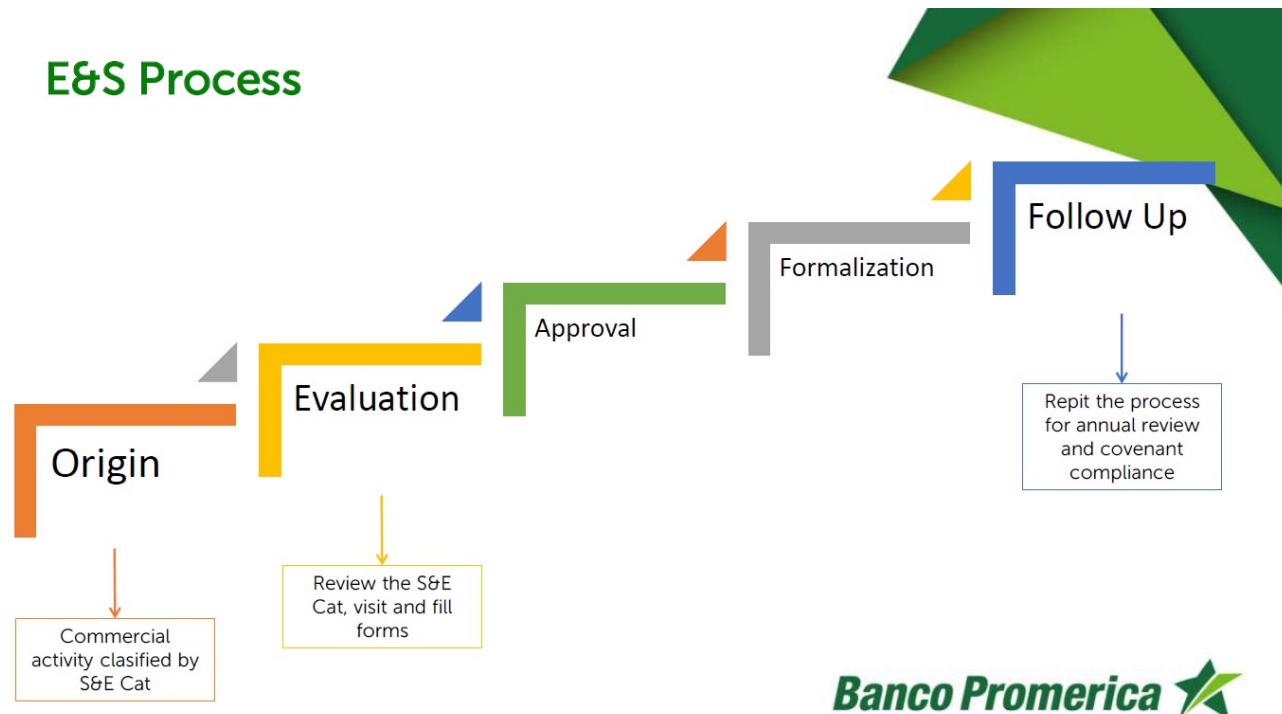 E&S Process
Follow Up
Formalization
Approval
Evaluation
Origin
Repit the process
for annual review
and covenant
compliance
Review the S&E
Cat, visit and fill
forms
Commercial
activity clasified by
S&E Cat
Banco Promerica